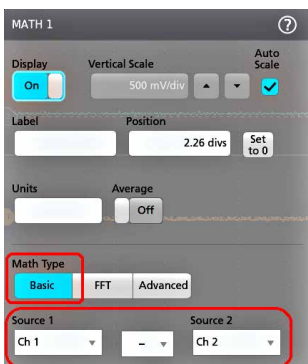 MATH 1 ?
Display Vertical Scale Auto Scale
On 500 mV/div
Label Position
2.26 divs Set to 0
Units Average
Off
Math Type
Basic FFT Advanced
Source 1 Source 2
Ch 1 – Ch 2